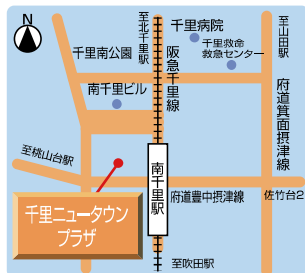 N
至北千里駅
千里病院
千里救命
救急センター
至山田駅
千里南公園
阪急千里線
南千里ビル
府道箕面摂津線
至桃山台駅
南千里駅
府道豊中摂津線
佐竹台2
千里ニュータウン
プラザ
至吹田駅